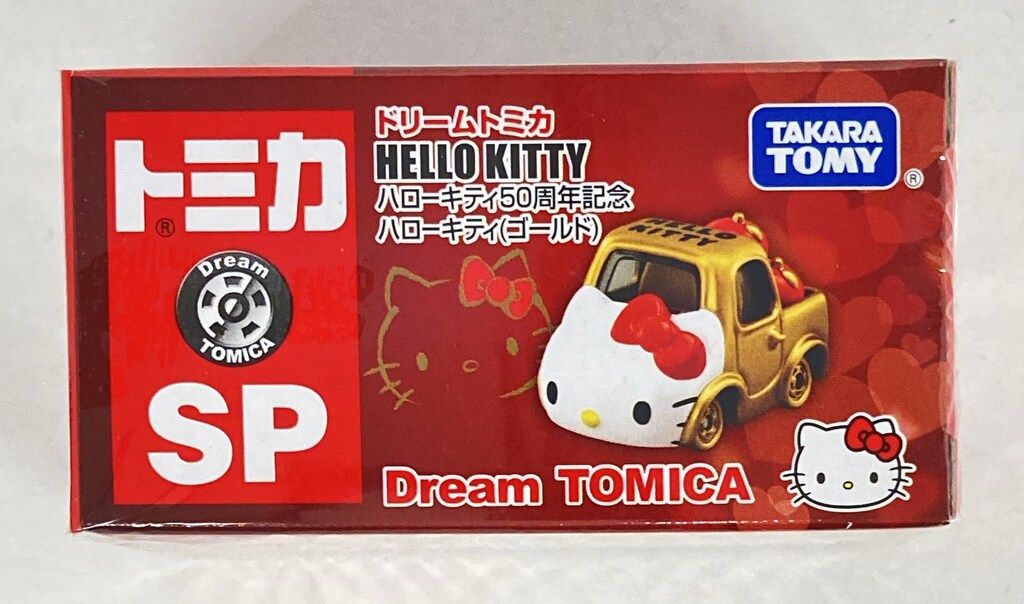 トミカ
®
Dream
TOMICA
SP
ドリームトミカ
HELLO KITTY
ハローキティ50周年記念
ハローキティ(ゴールド)
TAKARA
TOMY
®
HELLO
KITTY
Dream TOMICA